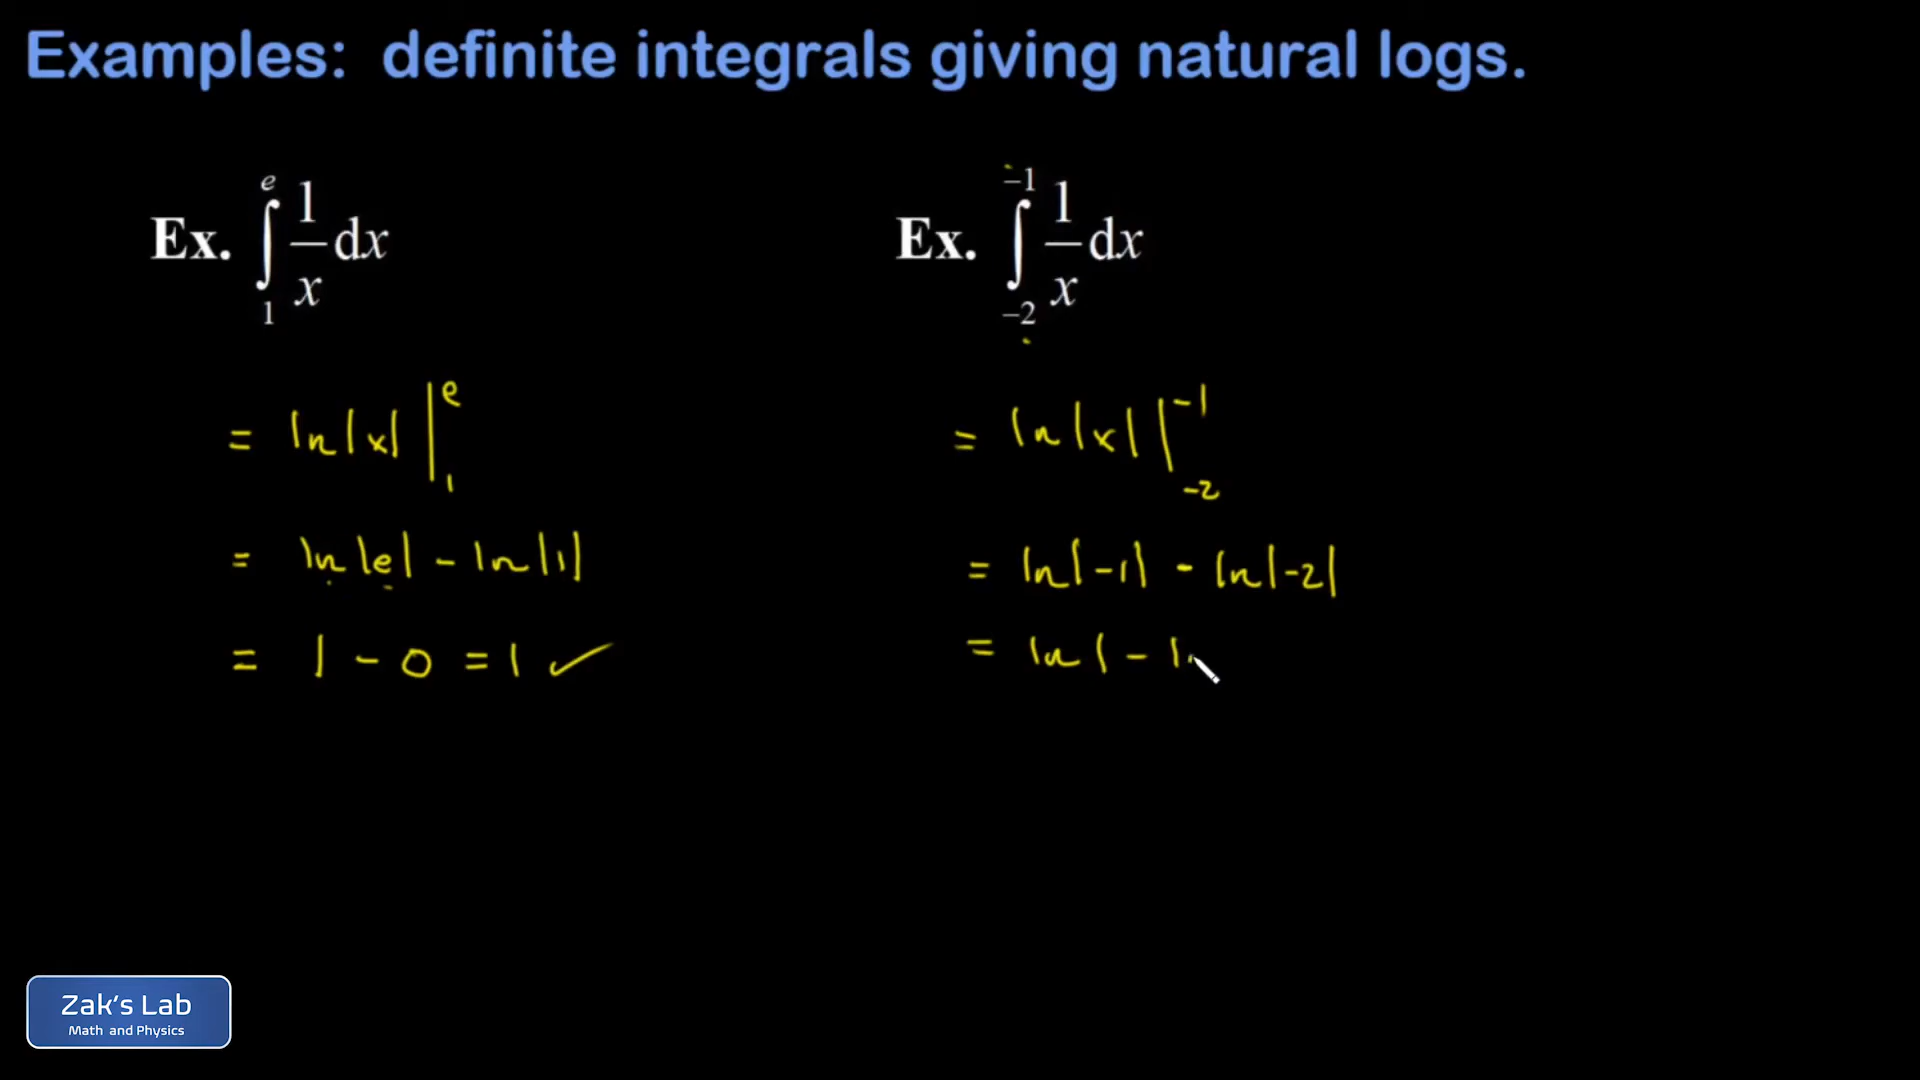 Examples: definite integrals giving natural logs.
Ex. ∫₁ᵉ 1/x dx
= ln|x| |₁ᵉ
= ln|e| - ln|1|
= 1 - 0 = 1 ✓
Ex. ∫₋₂⁻¹ 1/x dx
= ln|x| |₋₂⁻¹
= ln|-1| - ln|-2|
= ln 1 - l
Zak's Lab
Math and Physics